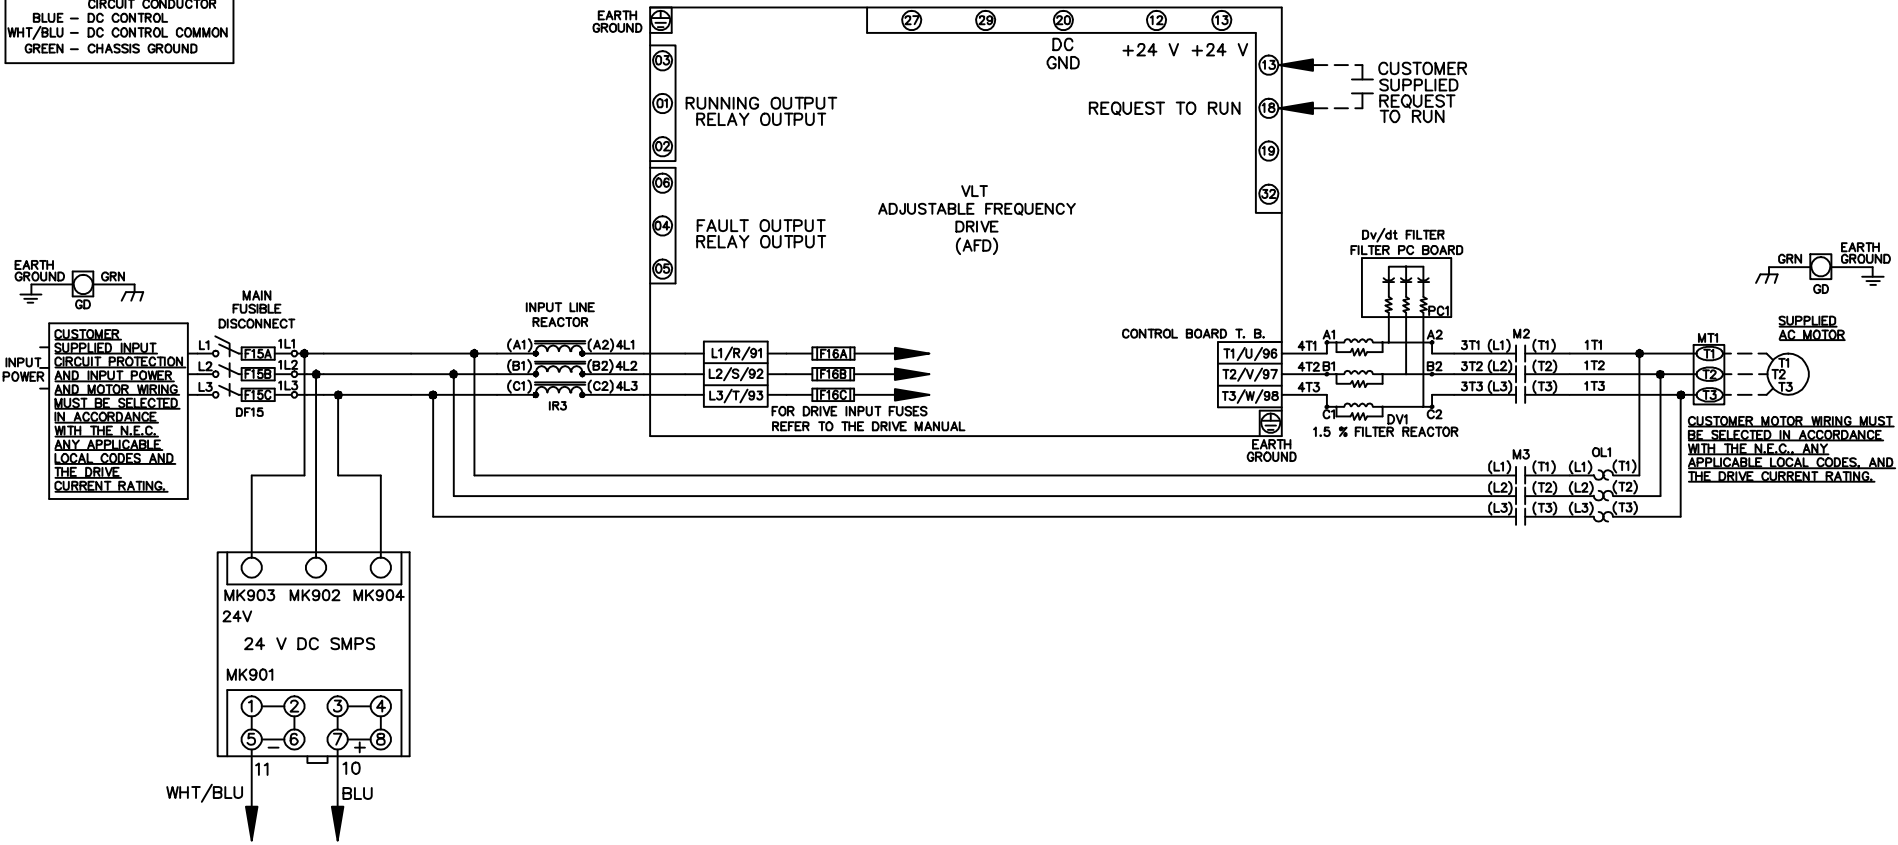 CIRCUIT CONDUCTOR
BLUE – DC CONTROL
WHT/BLU – DC CONTROL COMMON
GREEN – CHASSIS GROUND
EARTH
GROUND
27
29
20
12
13
DC
GND
+24 V
+24 V
03
01
02
RUNNING OUTPUT
RELAY OUTPUT
06
04
05
FAULT OUTPUT
RELAY OUTPUT
13
18
19
32
REQUEST TO RUN
CUSTOMER
SUPPLIED
REQUEST
TO RUN
VLT
ADJUSTABLE FREQUENCY
DRIVE
(AFD)
EARTH
GROUND
GRN
GD
INPUT
POWER
CUSTOMER
SUPPLIED INPUT
CIRCUIT PROTECTION
AND INPUT POWER
AND MOTOR WIRING
MUST BE SELECTED
IN ACCORDANCE
WITH THE N.E.C.
ANY APPLICABLE
LOCAL CODES AND
THE DRIVE
CURRENT RATING.
MAIN
FUSIBLE
DISCONNECT
L1 F15A 1L1
L2 F15B 1L2
L3 F15C 1L3
DF15
INPUT LINE
REACTOR
(A1) (A2) 4L1
(B1) (B2) 4L2
(C1) (C2) 4L3
IR3
L1/R/91 F16A
L2/S/92 F16B
L3/T/93 F16C
FOR DRIVE INPUT FUSES
REFER TO THE DRIVE MANUAL
CONTROL BOARD T. B.
T1/U/96 4T1
T2/V/97 4T2
T3/W/98 4T3
EARTH
GROUND
Dv/dt FILTER
FILTER PC BOARD
PC1
A1 A2
B1 B2
C1 C2
DV1
1.5 % FILTER REACTOR
M2
3T1 (L1) (T1) 1T1
3T2 (L2) (T2) 1T2
3T3 (L3) (T3) 1T3
M3
OL1
(L1) (T1) (L1) (T1)
(L2) (T2) (L2) (T2)
(L3) (T3) (L3) (T3)
GRN
EARTH
GROUND
GD
SUPPLIED
AC MOTOR
MT1
T1
T2
T3
T1
T2
T3
CUSTOMER MOTOR WIRING MUST
BE SELECTED IN ACCORDANCE
WITH THE N.E.C., ANY
APPLICABLE LOCAL CODES, AND
THE DRIVE CURRENT RATING.
MK903 MK902 MK904
24V
24 V DC SMPS
MK901
1 2 3 4
5 – 6 7 + 8
11 10
WHT/BLU BLU